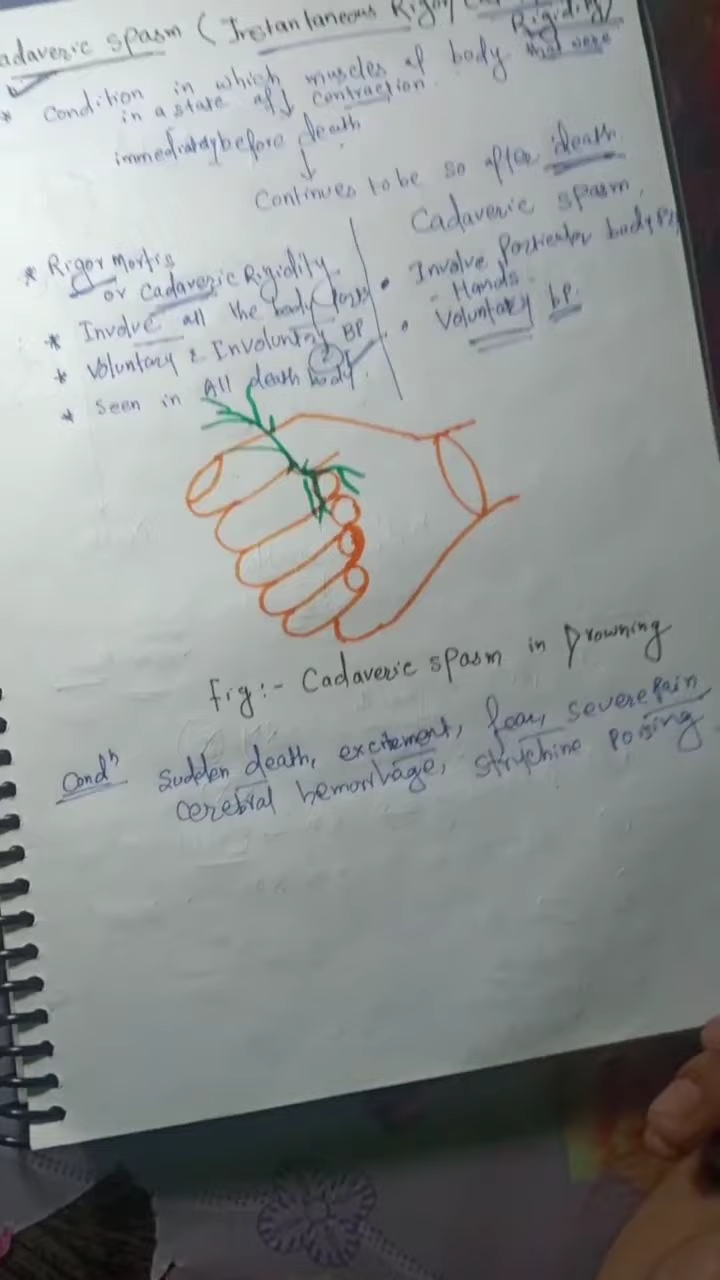 adaveric spasm (Instantaneous Rigor
Rigidity)
* Condition in which muscles of body that were
in a state of contraction
immediately before death
Continues to be so after death
Cadaveric spasm.
* Rigor mortis
or Cadaveric Rigidity.
* Involve all the body parts
* Voluntary & Involuntary BP
* Seen in All death body.
• Involve Particular body
- Hands -
• Voluntary bp.
Fig:- Cadaveric spasm in Drowning
Condn Sudden death, excitement, fear, severe pain
cerebral hemorrhage, strychine poising